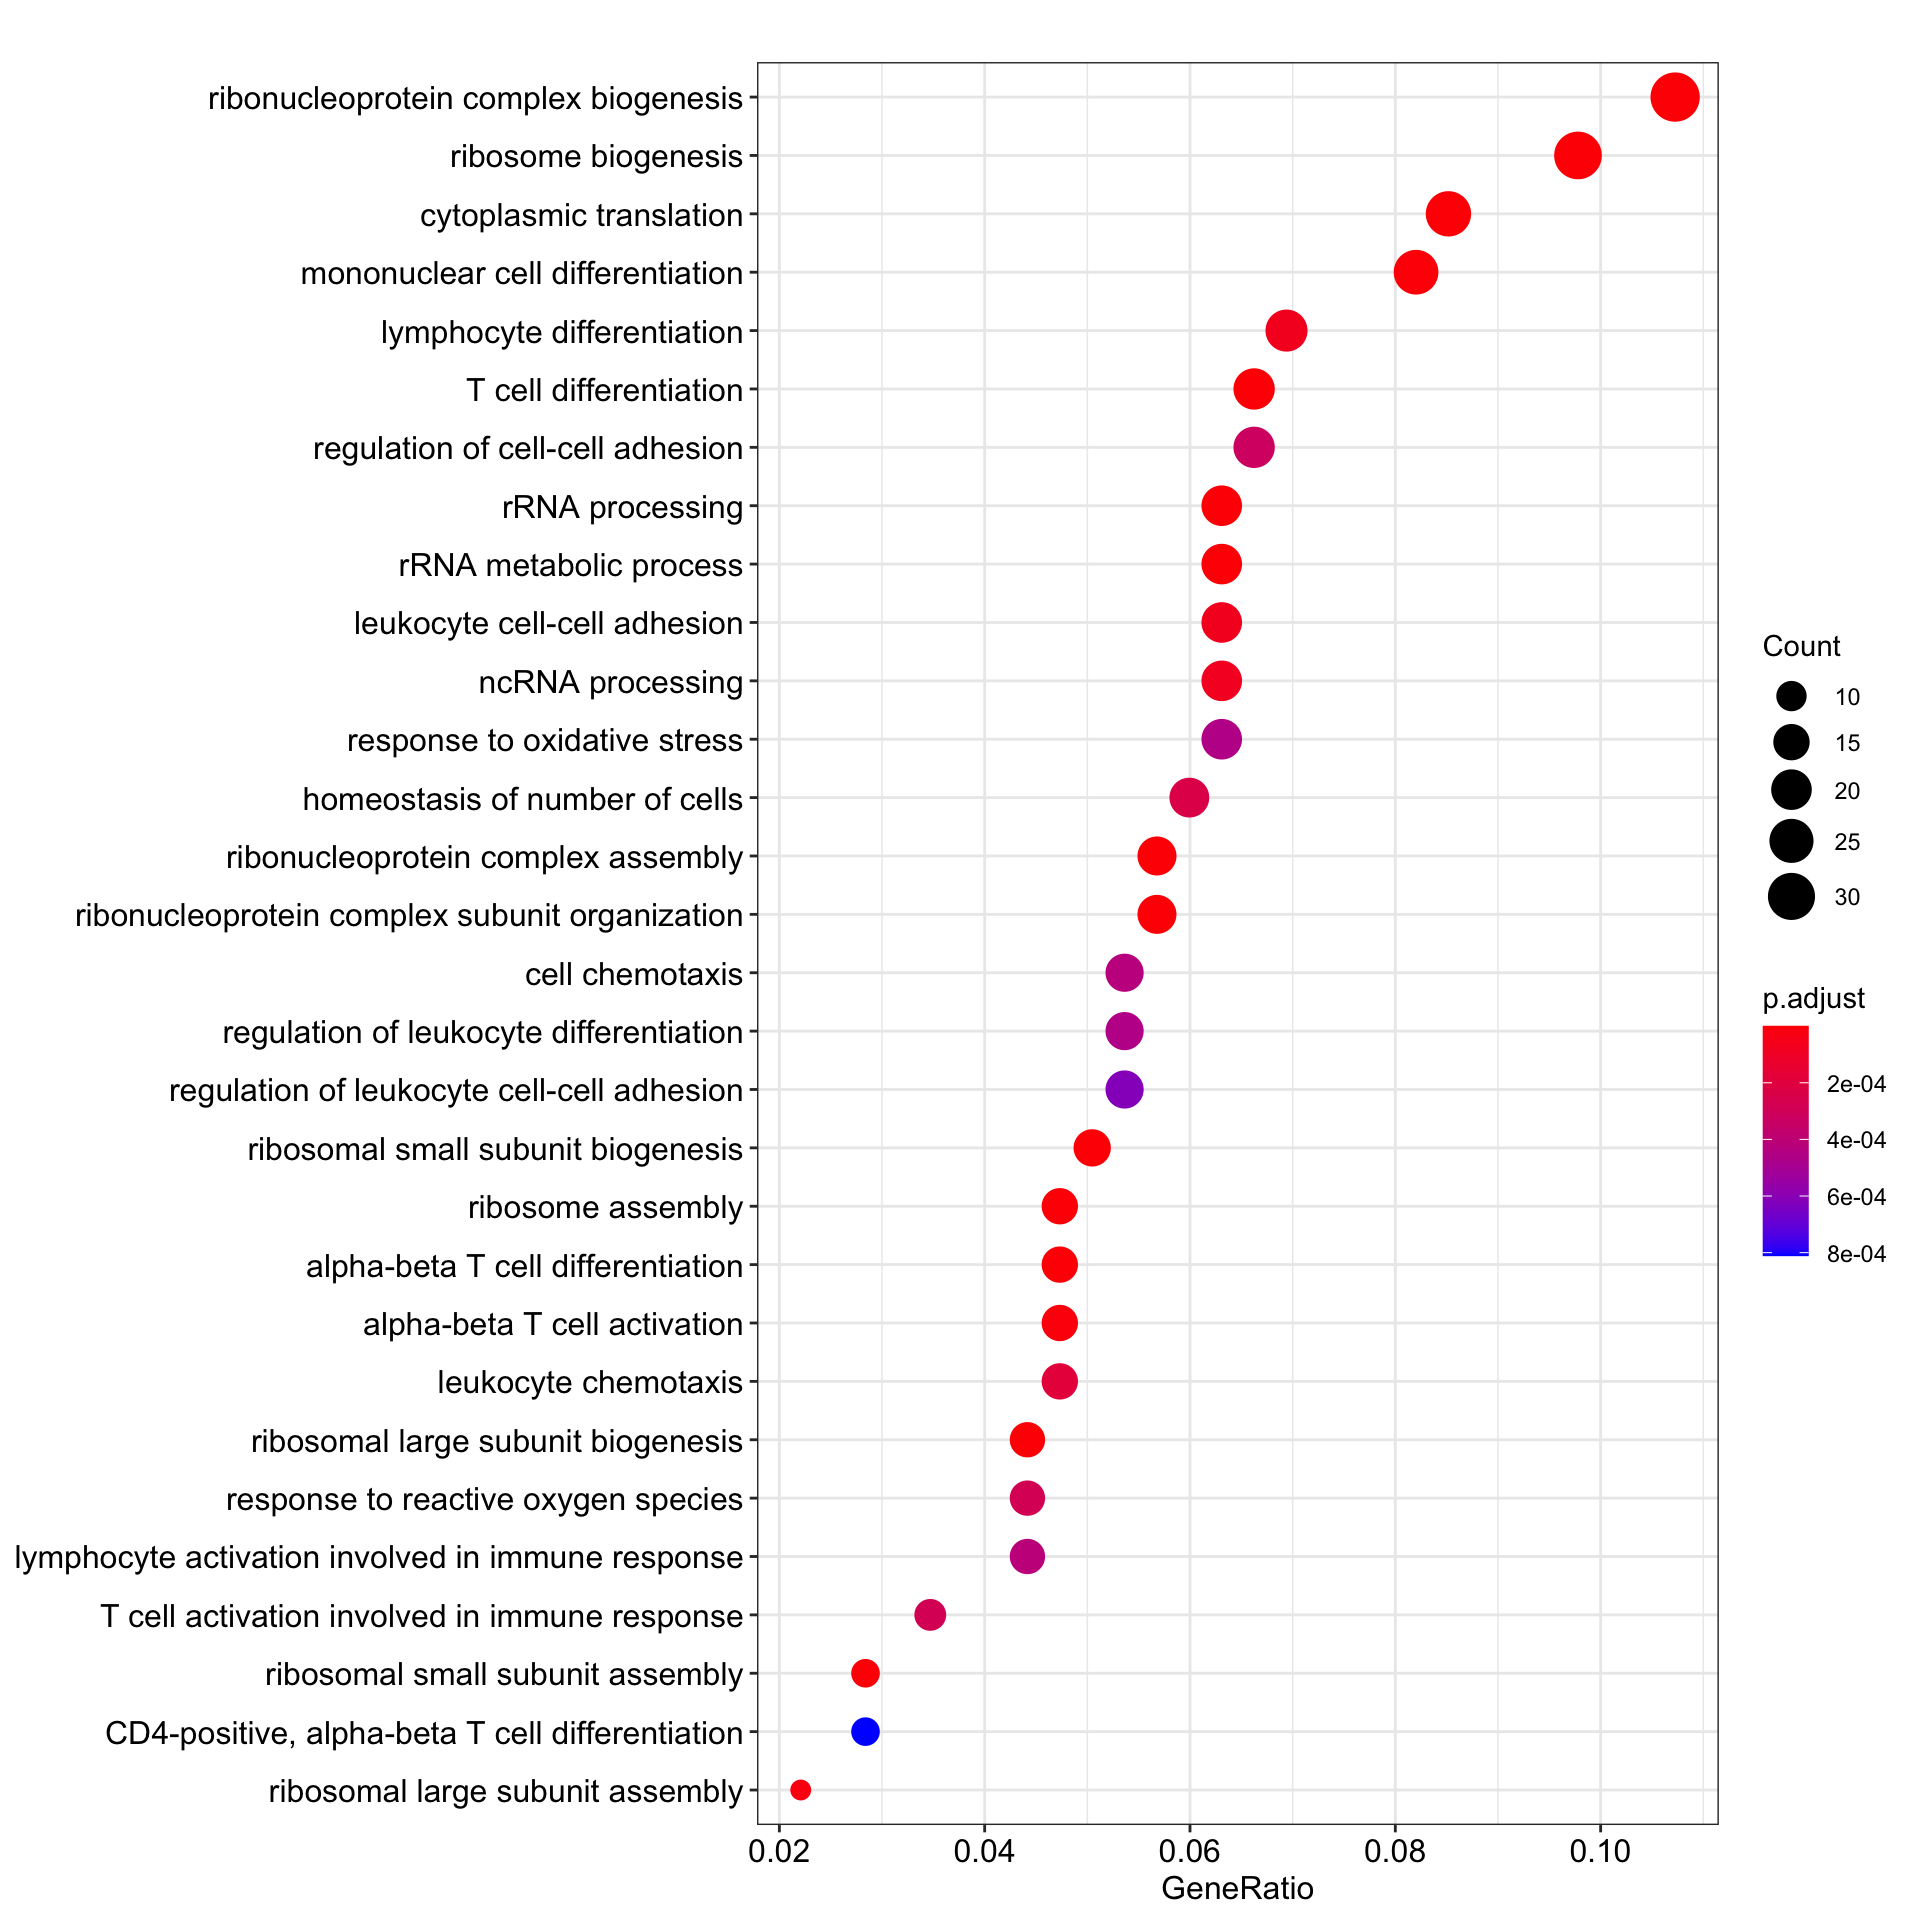 ribonucleoprotein complex biogenesis
ribosome biogenesis
cytoplasmic translation
mononuclear cell differentiation
lymphocyte differentiation
T cell differentiation
regulation of cell-cell adhesion
rRNA processing
rRNA metabolic process
leukocyte cell-cell adhesion
ncRNA processing
response to oxidative stress
homeostasis of number of cells
ribonucleoprotein complex assembly
ribonucleoprotein complex subunit organization
cell chemotaxis
regulation of leukocyte differentiation
regulation of leukocyte cell-cell adhesion
ribosomal small subunit biogenesis
ribosome assembly
alpha-beta T cell differentiation
alpha-beta T cell activation
leukocyte chemotaxis
ribosomal large subunit biogenesis
response to reactive oxygen species
lymphocyte activation involved in immune response
T cell activation involved in immune response
ribosomal small subunit assembly
CD4-positive, alpha-beta T cell differentiation
ribosomal large subunit assembly
0.02 0.04 0.06 0.08 0.10
GeneRatio
Count
10
15
20
25
30
p.adjust
2e-04
4e-04
6e-04
8e-04